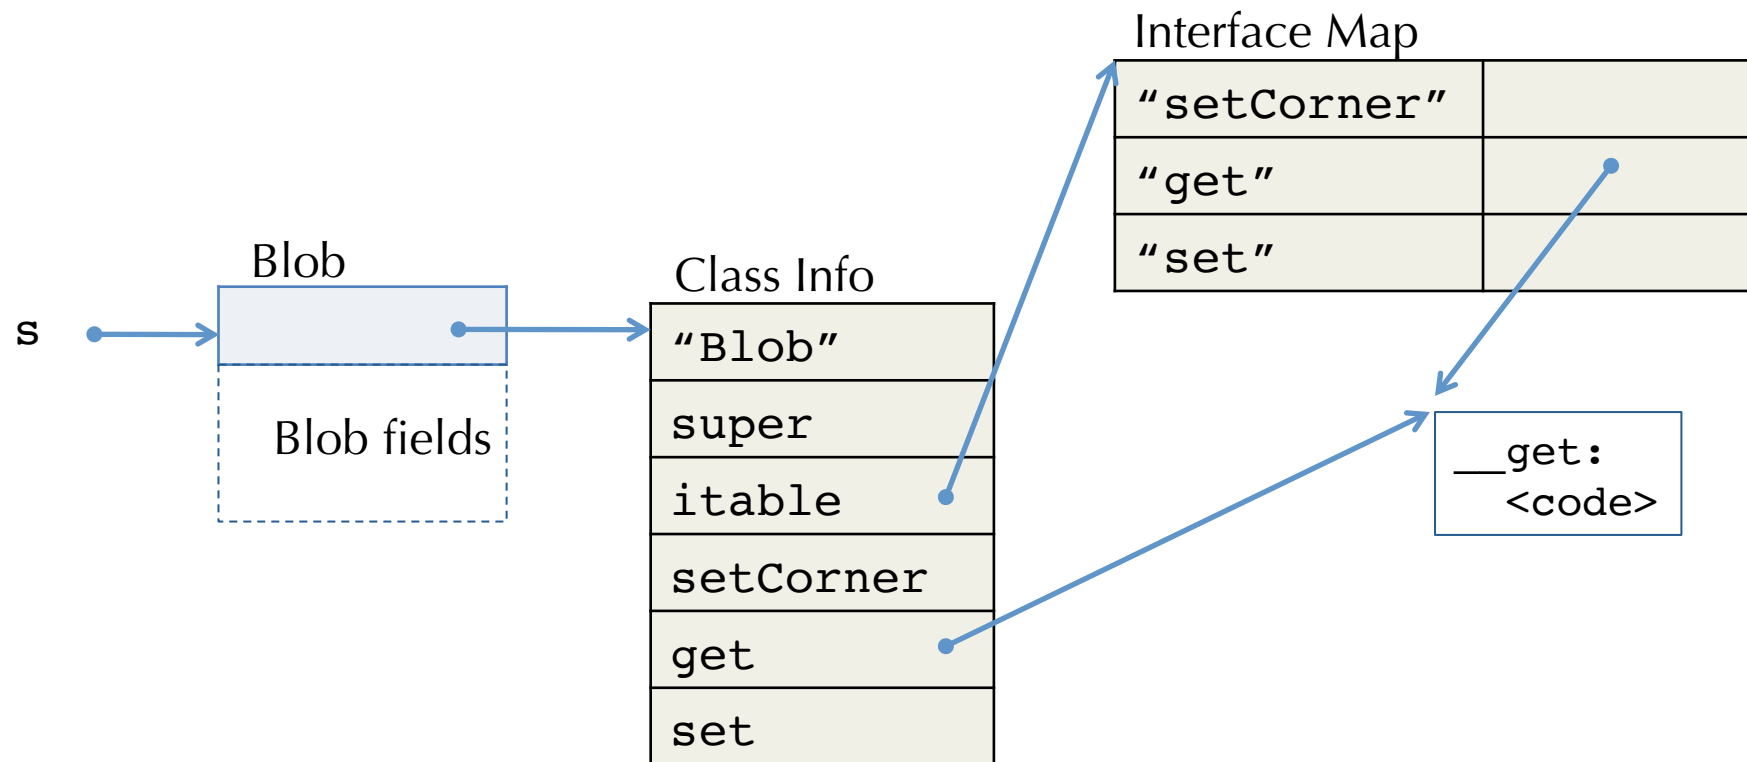 Interface Map
“setCorner”
“get”
“set”
Blob
s
Blob fields
Class Info
“Blob”
super
itable
setCorner
get
set
__get:
<code>